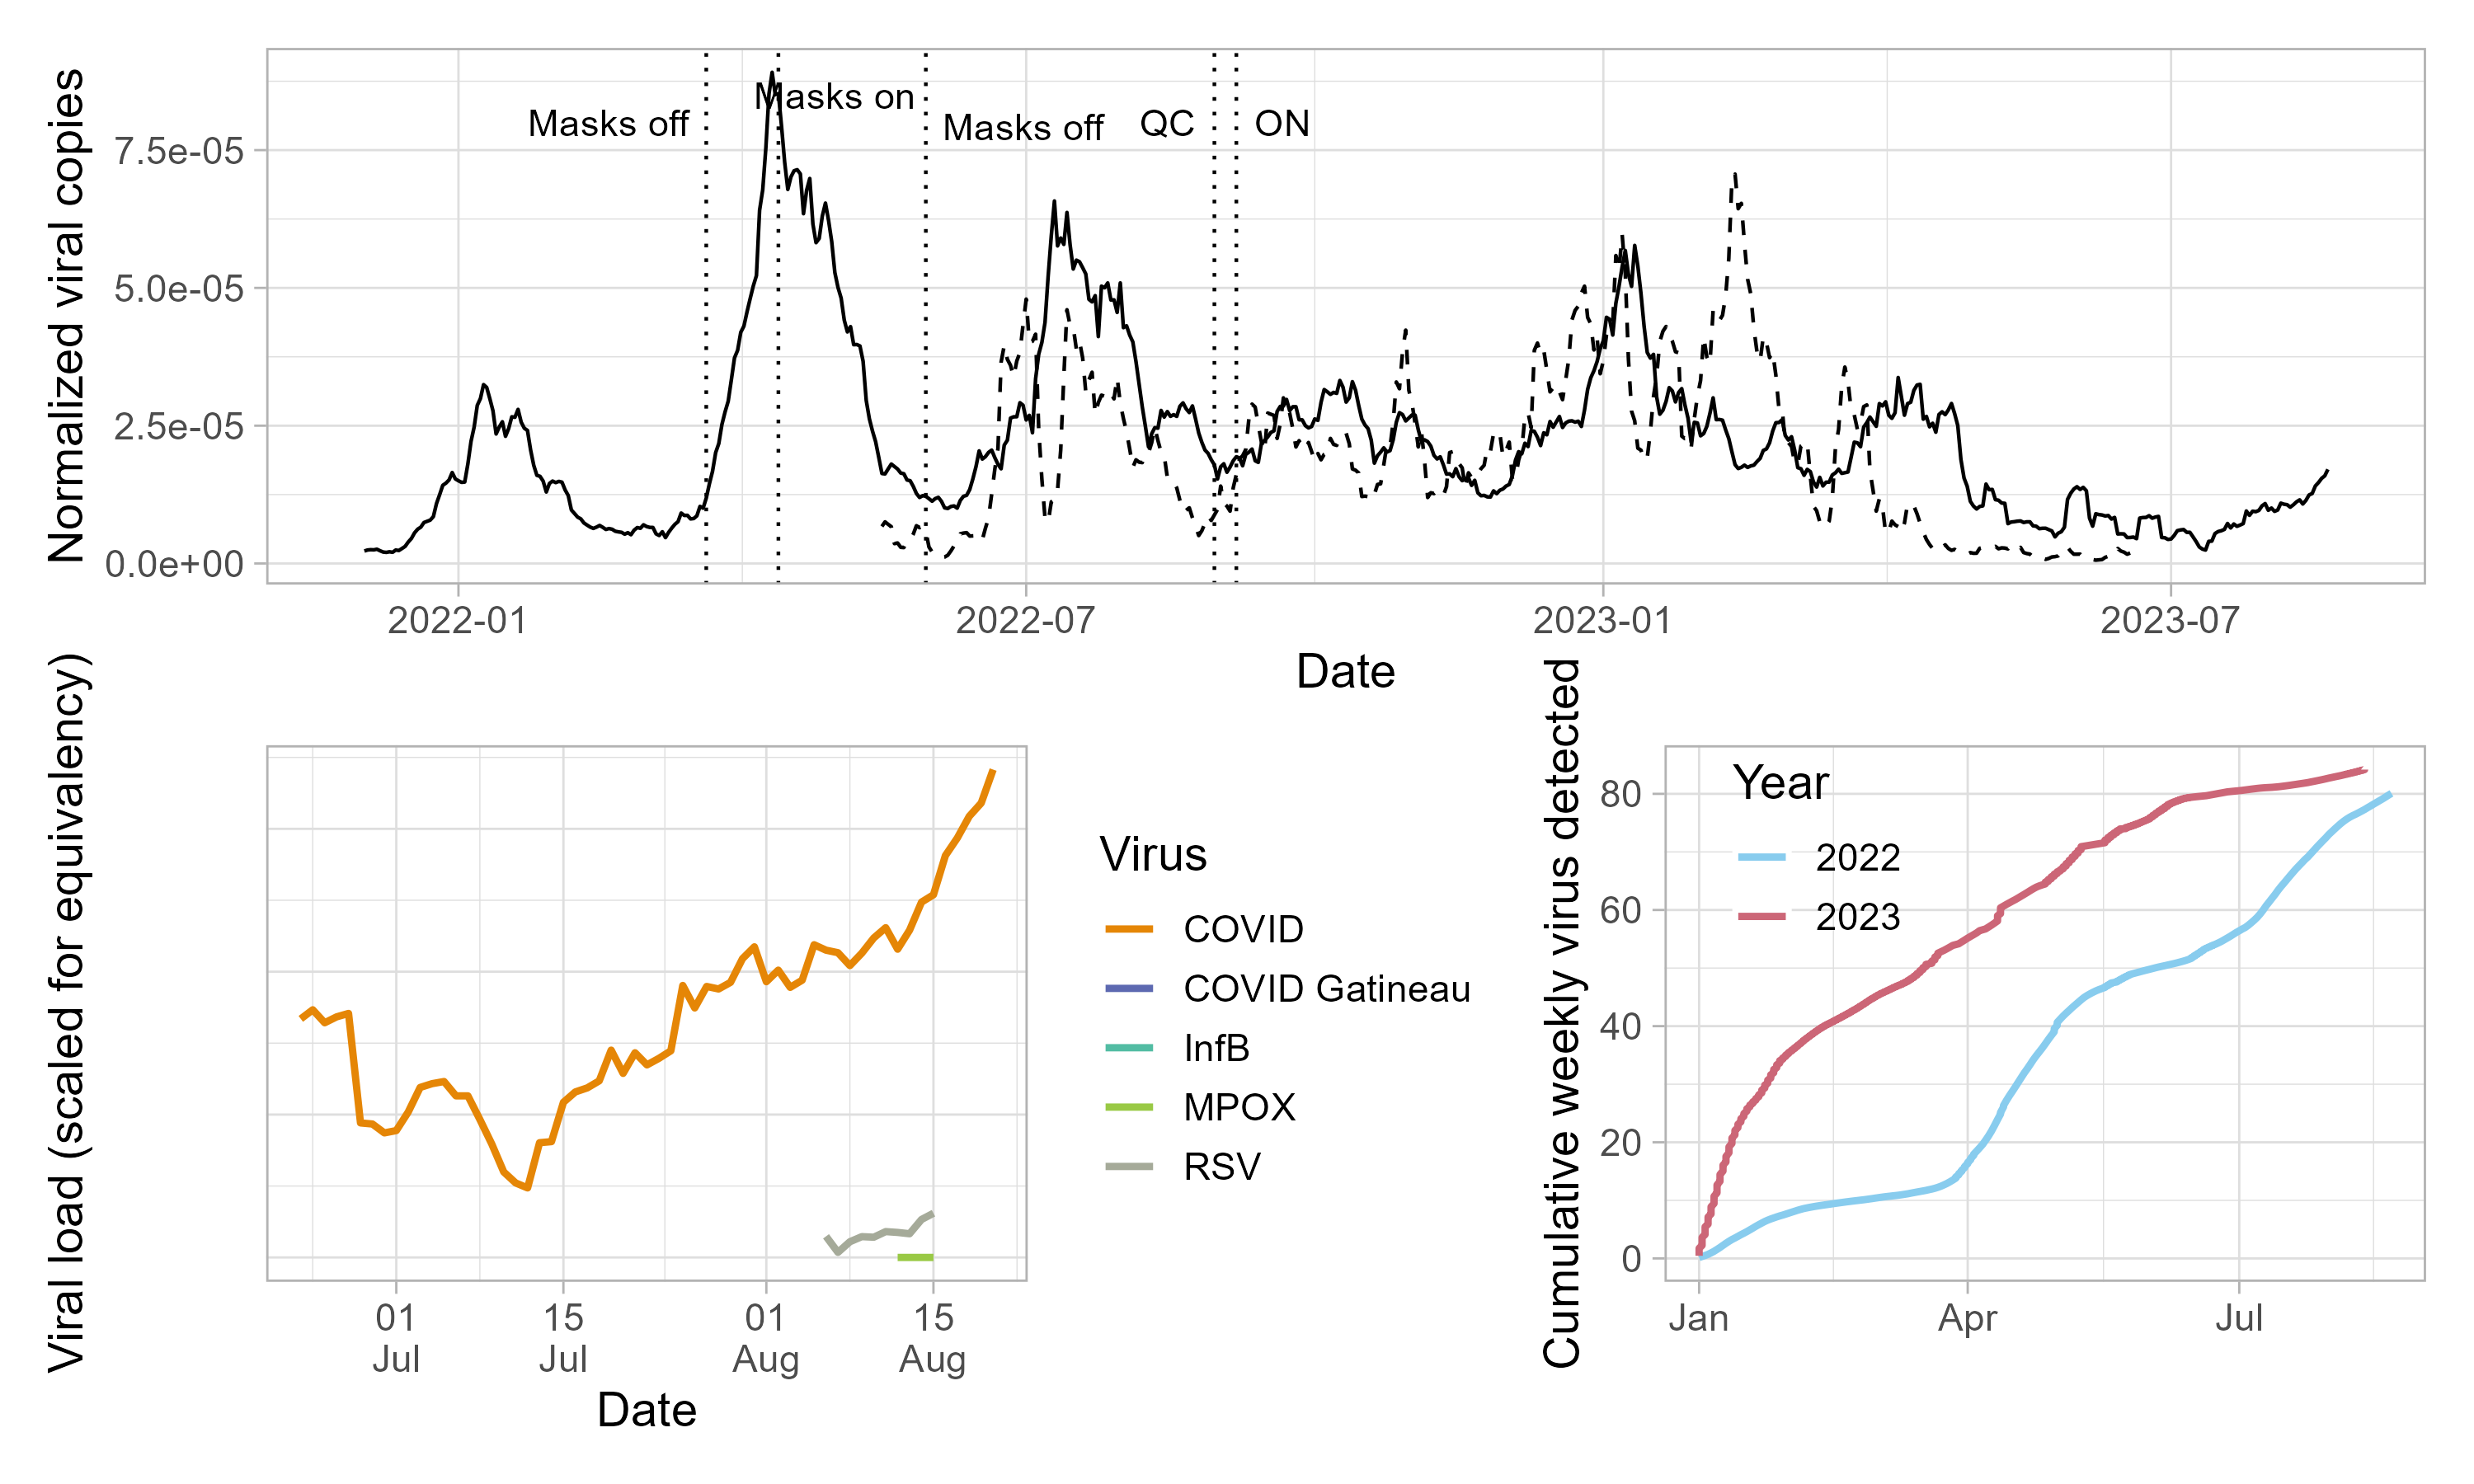 Normalized viral copies
7.5e-05
5.0e-05
2.5e-05
0.0e+00
Masks off
Masks on
Masks off
QC
ON
2022-01
2022-07
2023-01
2023-07
Date
Viral load (scaled for equivalency)
01 Jul
15 Jul
01 Aug
15 Aug
Date
Virus
COVID
COVID Gatineau
InfB
MPOX
RSV
Cumulative weekly virus detected
80
60
40
20
0
Year
2022
2023
Jan
Apr
Jul